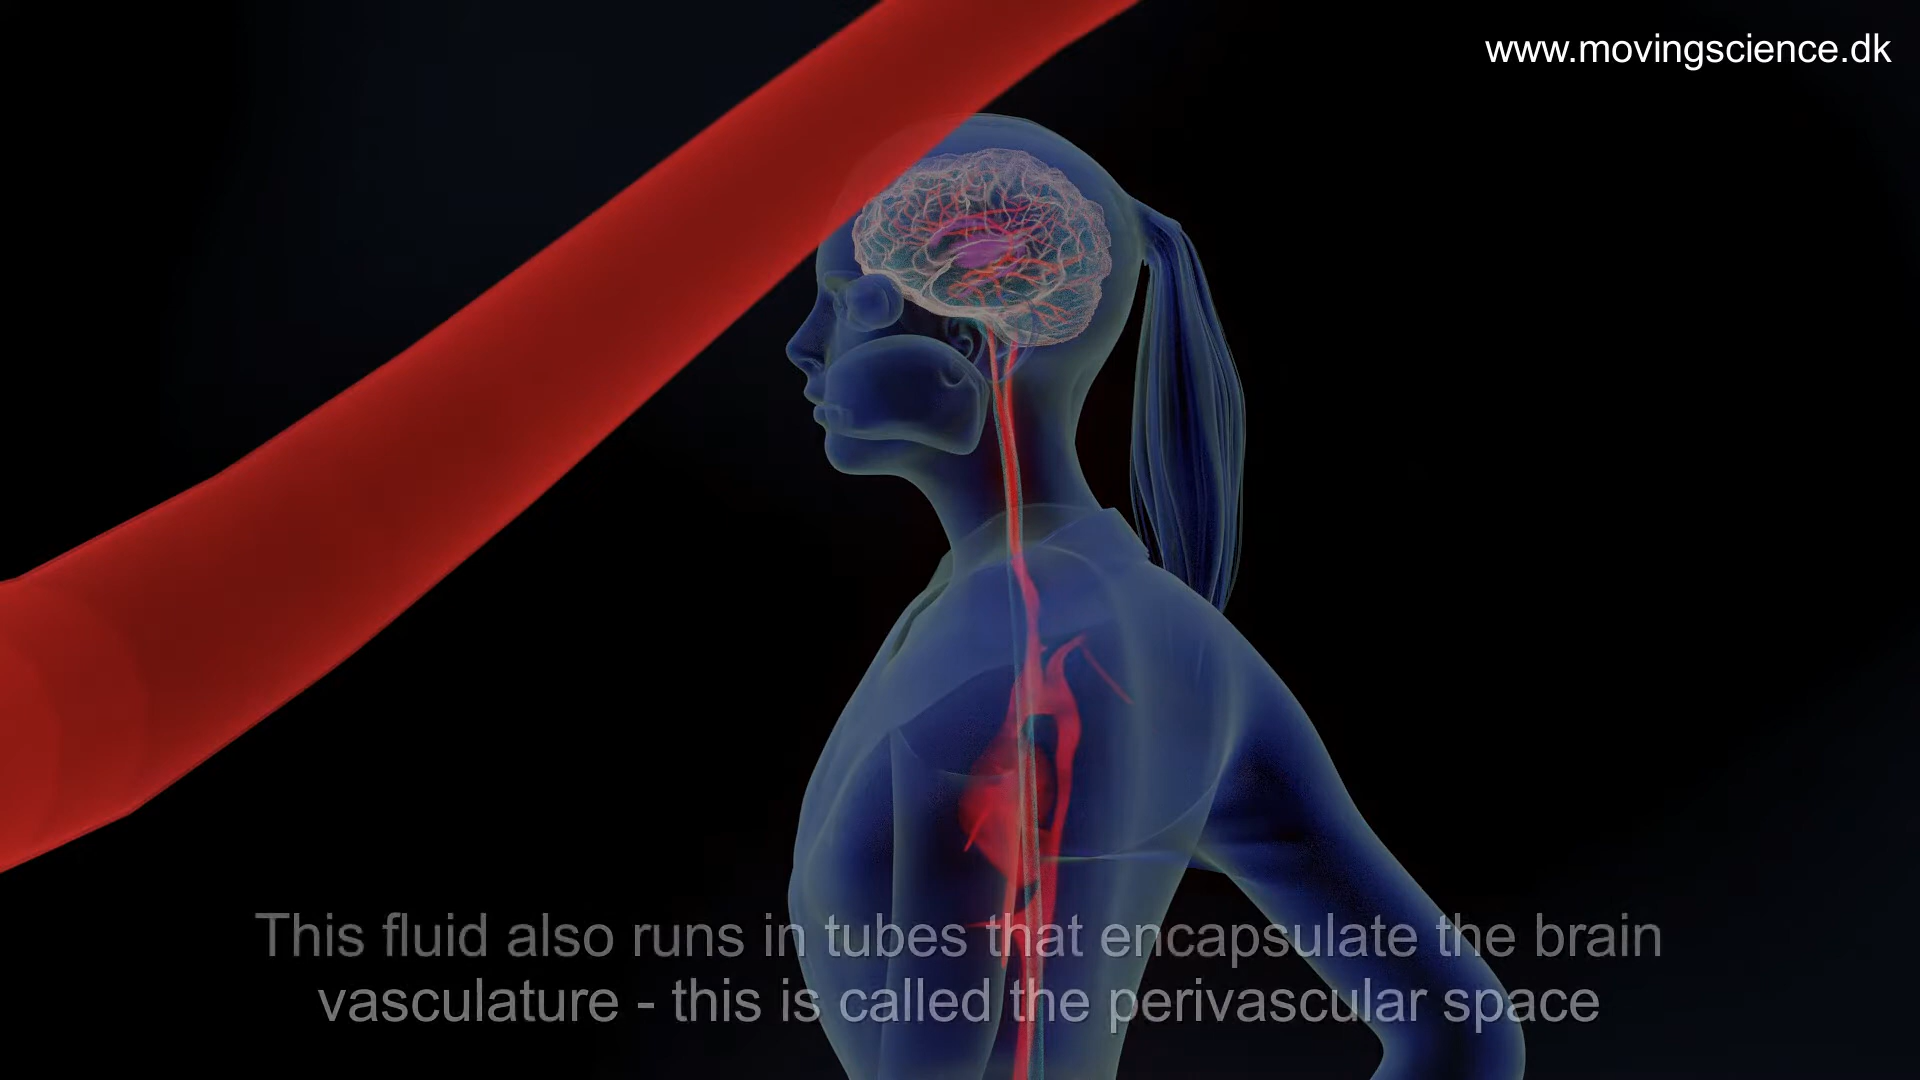 www.movingscience.dk
This fluid also runs in tubes that encapsulate the brain
vasculature - this is called the perivascular space